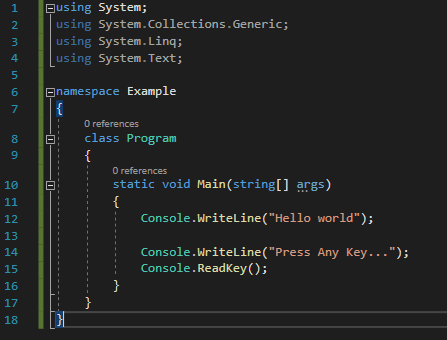 1 using System;
2 using System.Collections.Generic;
3 using System.Linq;
4 using System.Text;
5
6 namespace Example
7 {
0 references
8 class Program
9 {
0 references
10 static void Main(string[] args)
11 {
12 Console.WriteLine("Hello world");
13
14 Console.WriteLine("Press Any Key...");
15 Console.ReadKey();
16 }
17 }
18 }